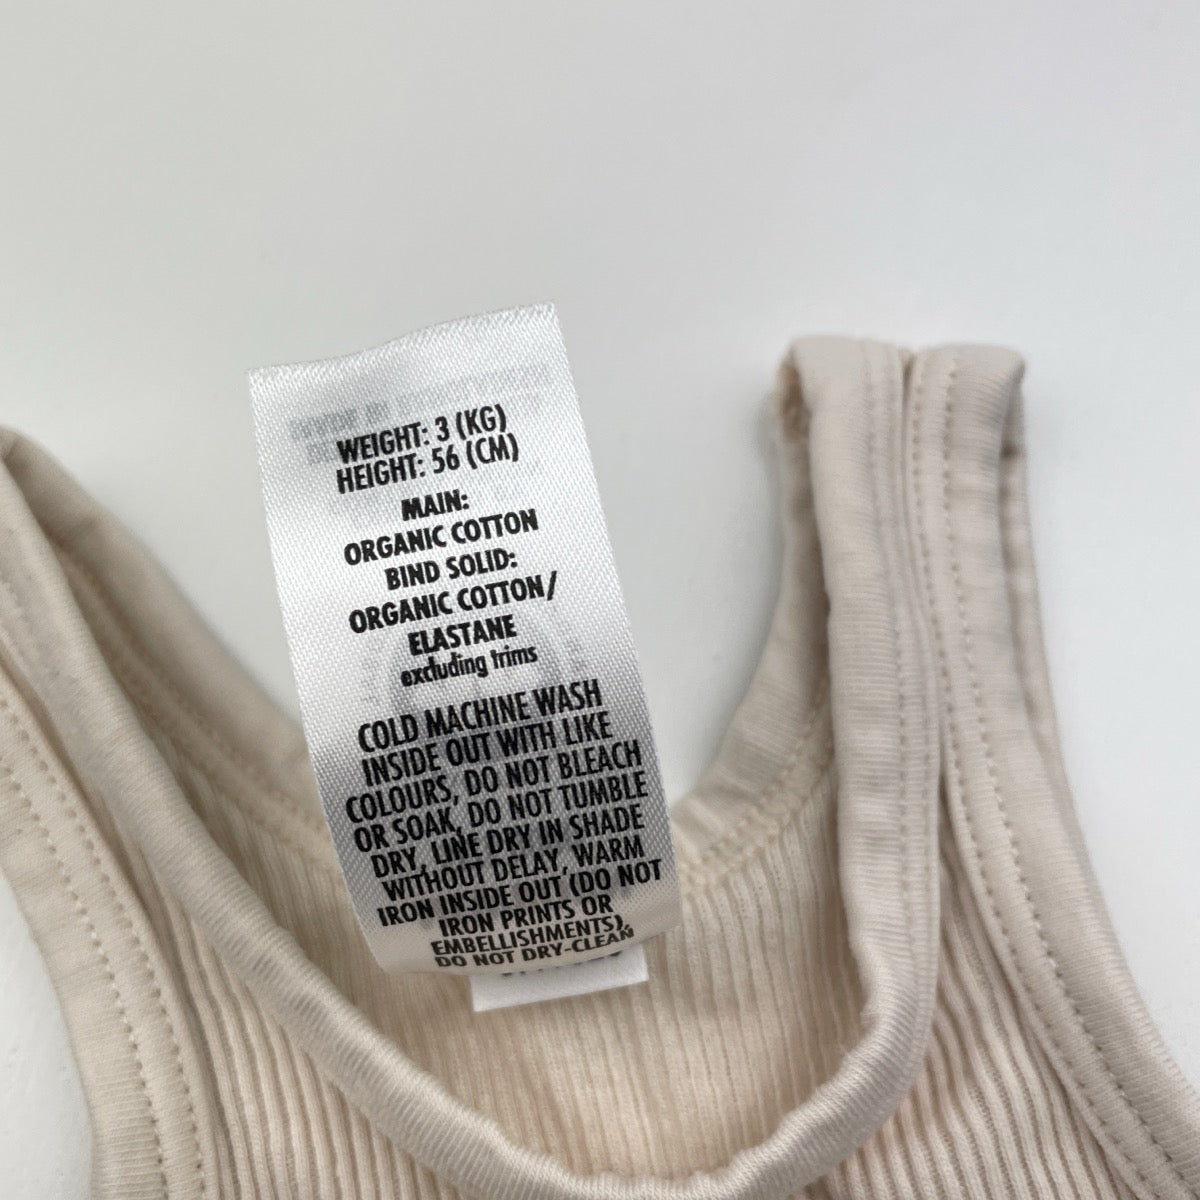 WEIGHT: 3 (KG)
HEIGHT: 56 (CM)
MAIN:
ORGANIC COTTON
BIND SOLID:
ORGANIC COTTON/
ELASTANE
excluding trims
COLD MACHINE WASH
INSIDE OUT WITH LIKE
COLOURS, DO NOT BLEACH
OR SOAK, DO NOT TUMBLE
DRY, LINE DRY IN SHADE
WITHOUT DELAY, WARM
IRON INSIDE OUT (DO NOT
IRON PRINTS OR
EMBELLISHMENTS),
DO NOT DRY-CLEAN